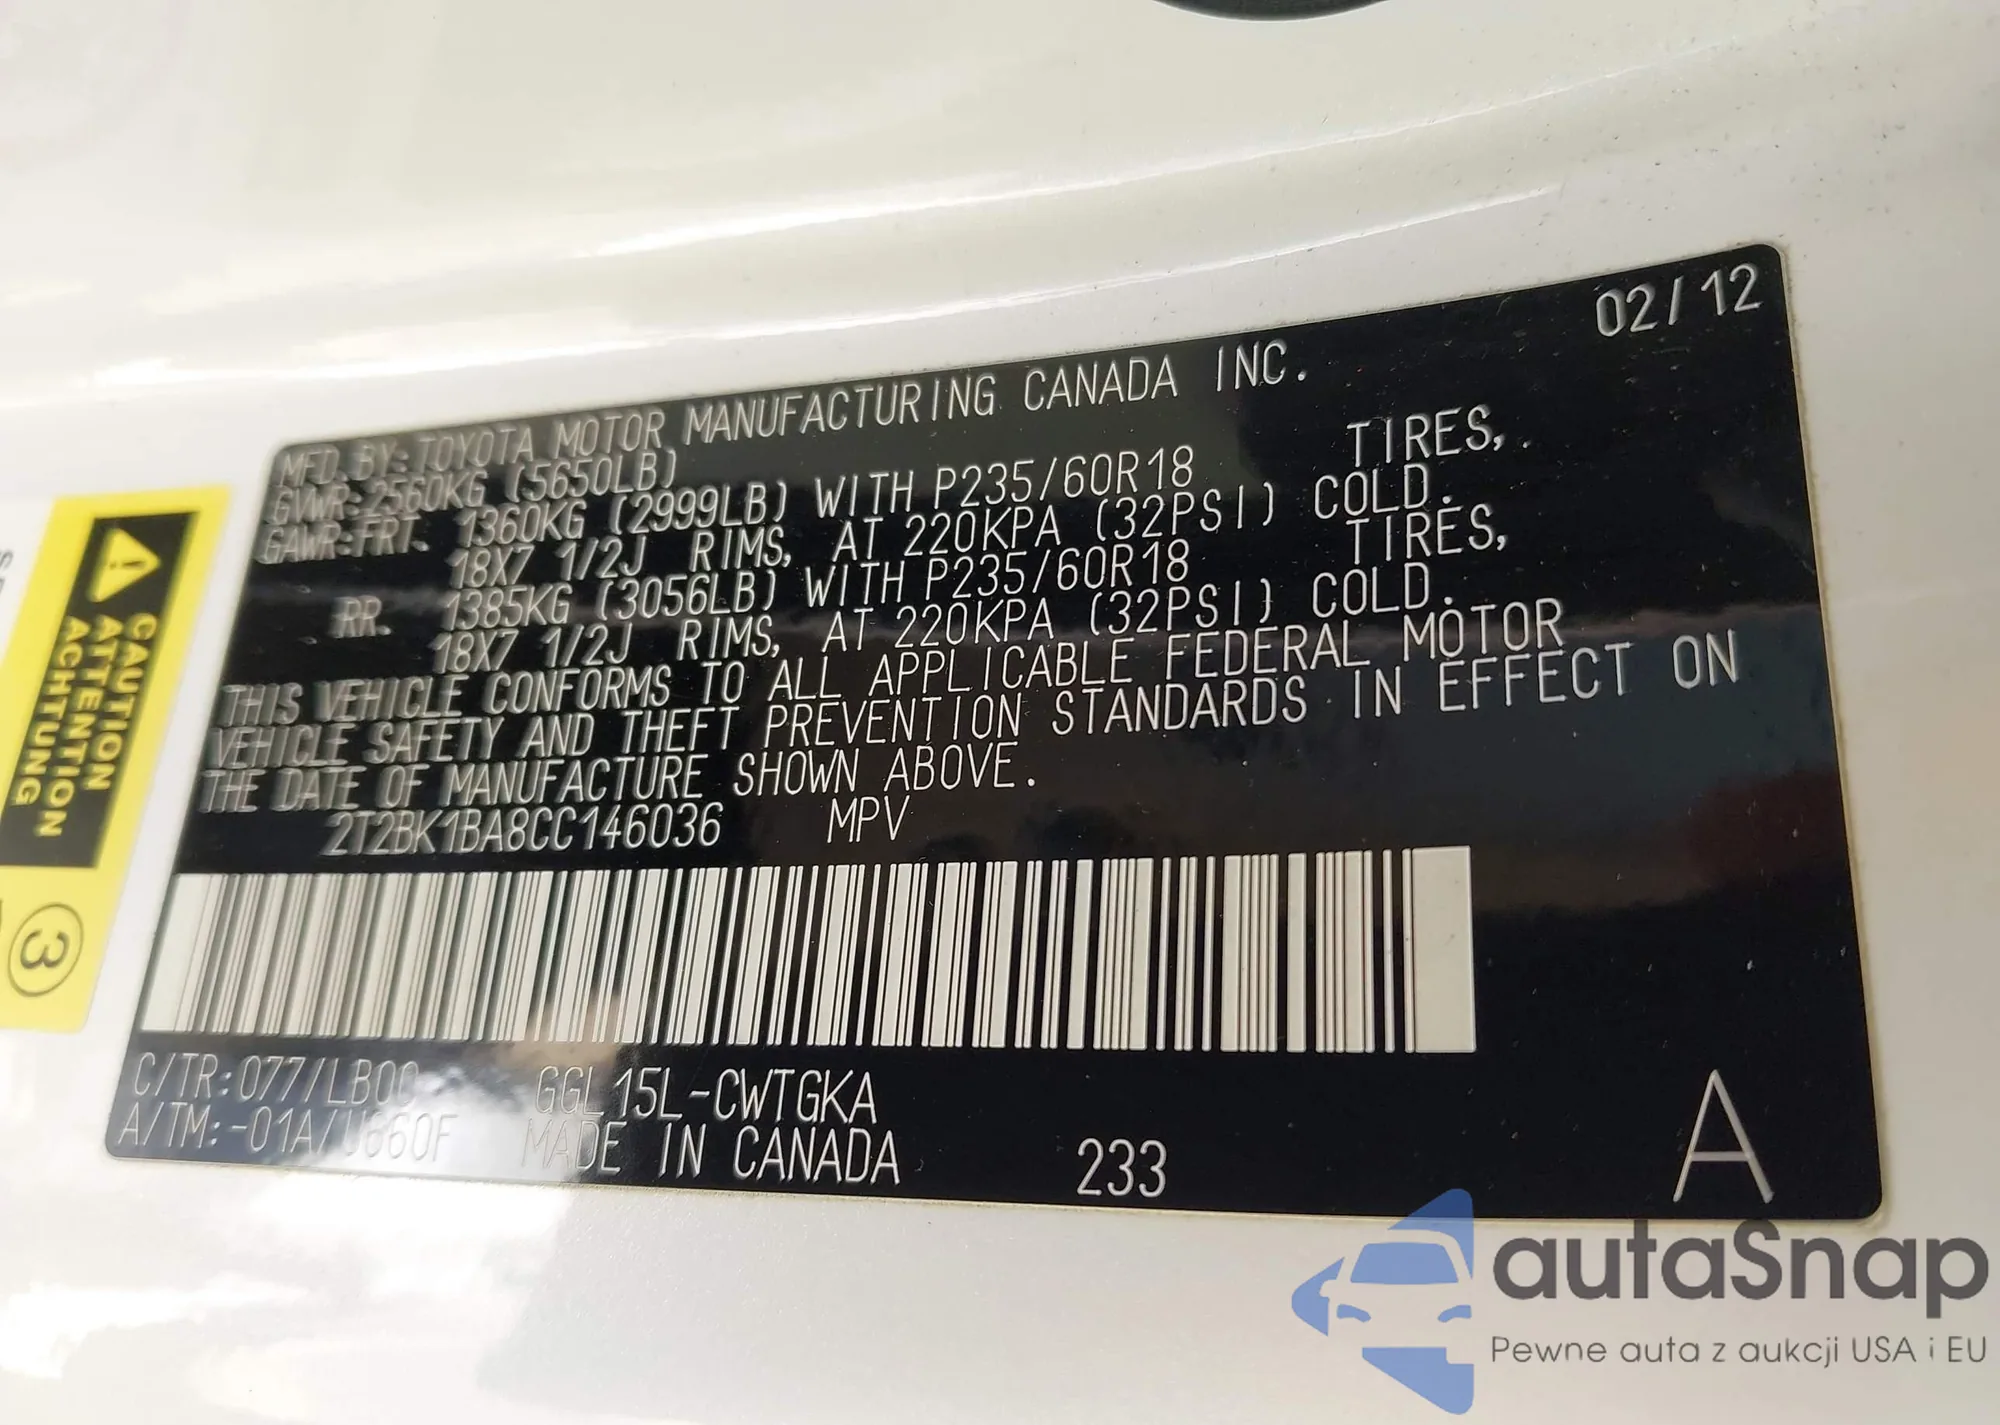 02/12
MFD. BY: TOYOTA MOTOR MANUFACTURING CANADA INC.
GVWR: 2560KG (5650LB)
GAWR: FRT. 1360KG (2999LB) WITH P235/60R18 TIRES,
18X7 1/2J RIMS, AT 220KPA (32PSI) COLD.
RR. 1385KG (3056LB) WITH P235/60R18 TIRES,
18X7 1/2J RIMS, AT 220KPA (32PSI) COLD.
THIS VEHICLE CONFORMS TO ALL APPLICABLE FEDERAL MOTOR
VEHICLE SAFETY AND THEFT PREVENTION STANDARDS IN EFFECT ON
THE DATE OF MANUFACTURE SHOWN ABOVE.
2T2BK1BA8CC146036 MPV
C/TR: 077/LB00 GGL15L-CWTGKA
A/TM: -01A/U660F MADE IN CANADA 233 A
CAUTION
ATTENTION
ACHTUNG
3
autaSnap
Pewne auta z aukcji USA i EU